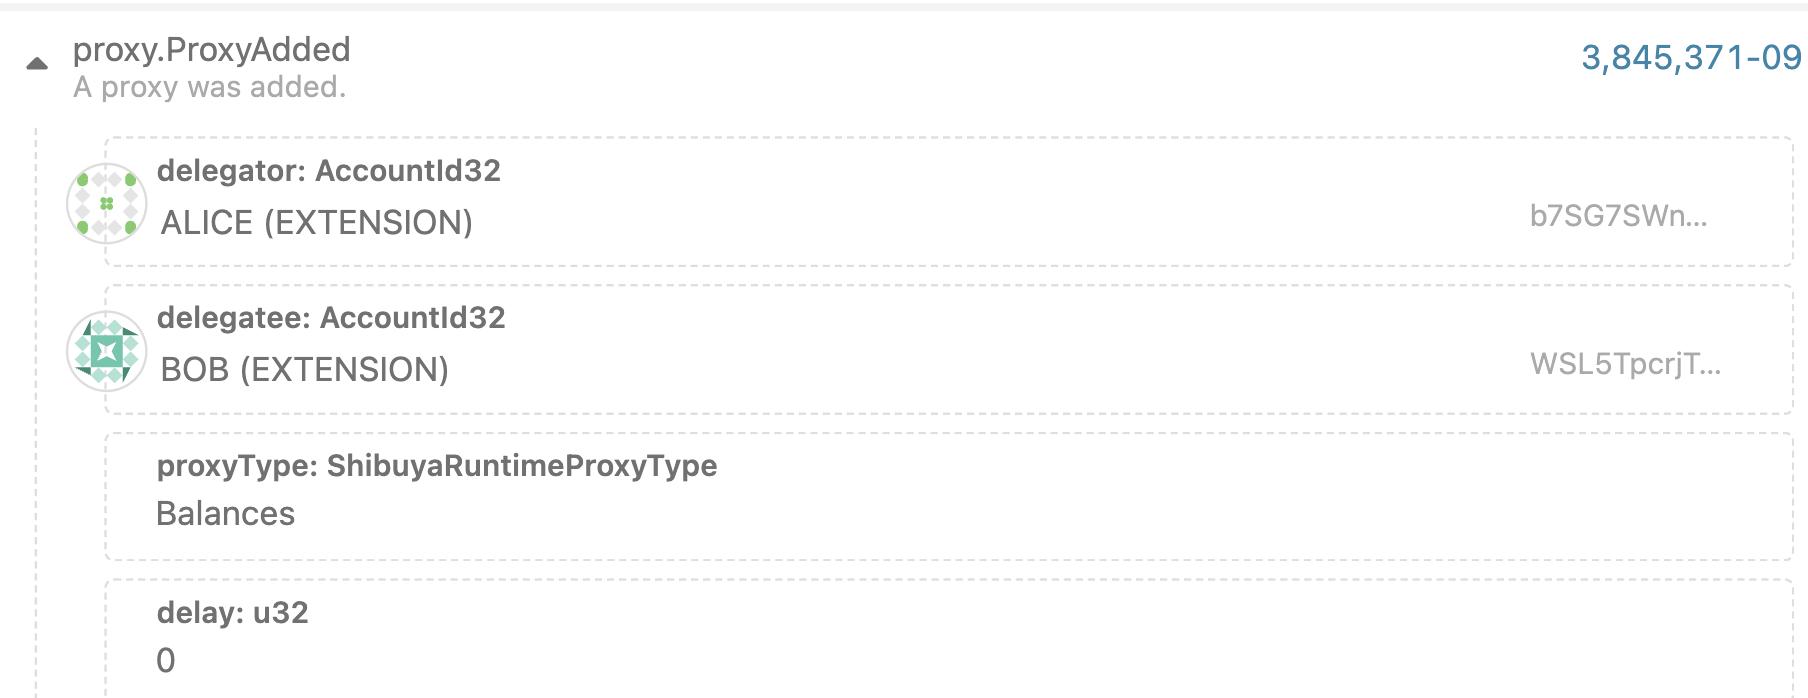 proxy.ProxyAdded
3,845,371-09
A proxy was added.
delegator: AccountId32
ALICE (EXTENSION)
b7SG7SWn...
delegatee: AccountId32
BOB (EXTENSION)
WSL5TpcrjT...
proxyType: ShibuyaRuntimeProxyType
Balances
delay: u32
0